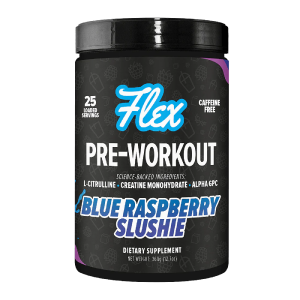 Flex
25
LOADED
SERVINGS
CAFFEINE
FREE
PRE-WORKOUT
SCIENCE-BACKED INGREDIENTS:
L-CITRULLINE - CREATINE MONOHYDRATE - ALPHA GPC
BLUE RASPBERRY
SLUSHIE
DIETARY SUPPLEMENT